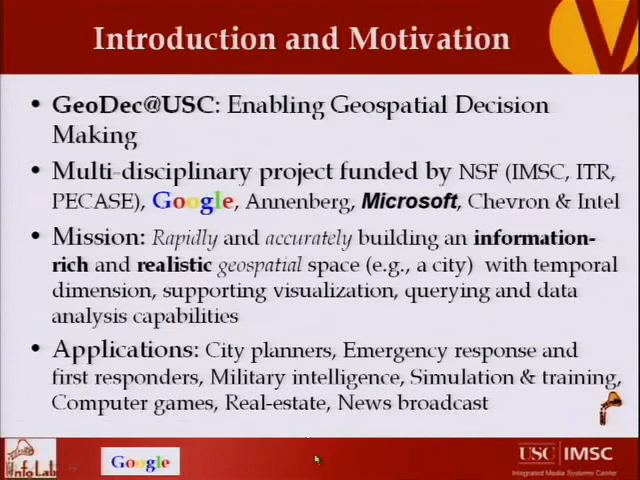 Introduction and Motivation
• GeoDec@USC: Enabling Geospatial Decision
Making
• Multi-disciplinary project funded by NSF (IMSC, ITR,
PECASE), Google, Annenberg, Microsoft, Chevron & Intel
• Mission: Rapidly and accurately building an information-
rich and realistic geospatial space (e.g., a city) with temporal
dimension, supporting visualization, querying and data
analysis capabilities
• Applications: City planners, Emergency response and
first responders, Military intelligence, Simulation & training,
Computer games, Real-estate, News broadcast
InfoLab
Google
USC IMSC
Integrated Media Systems Center